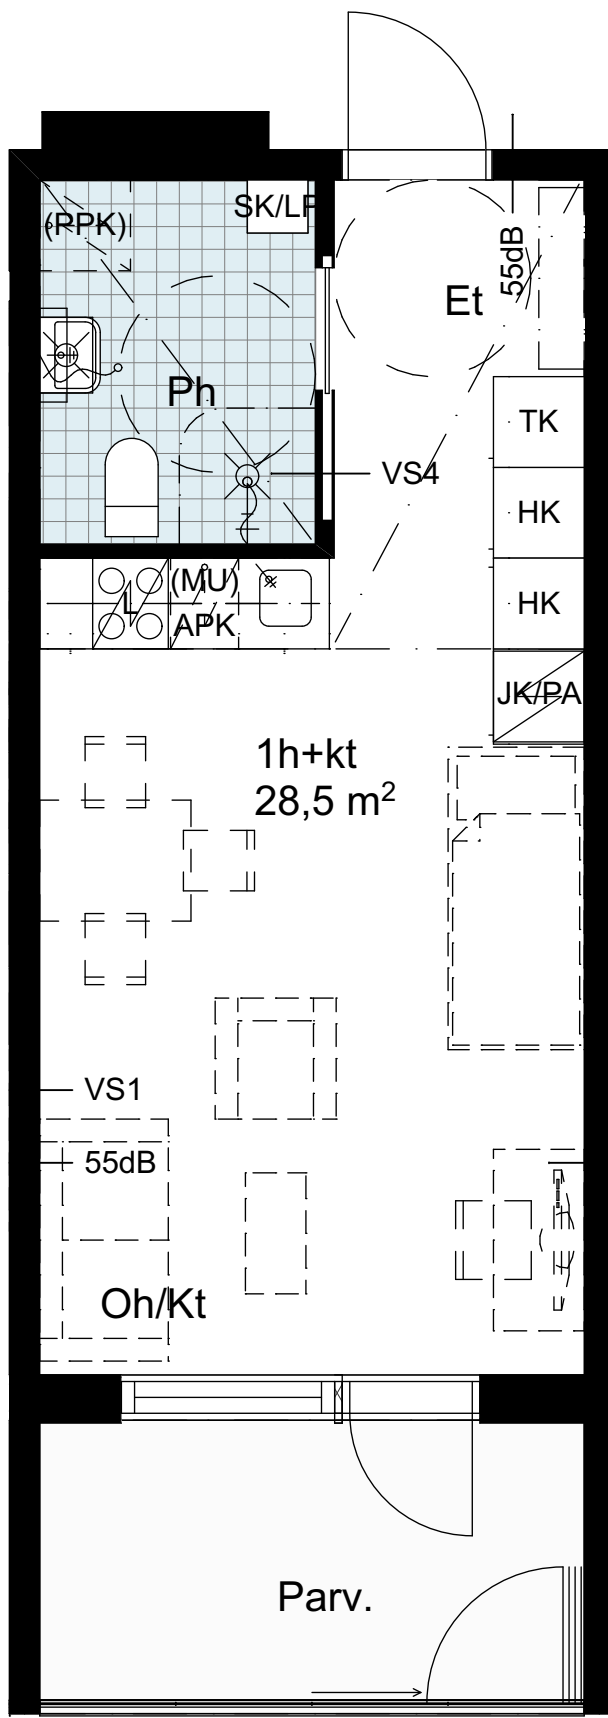 SK/LP
(PPK)
55dB
Et
Ph
TK
VS4
HK
(MU)
L
APK
HK
JK/PA
1h+kt
28,5 m²
VS1
55dB
Oh/Kt
Parv.